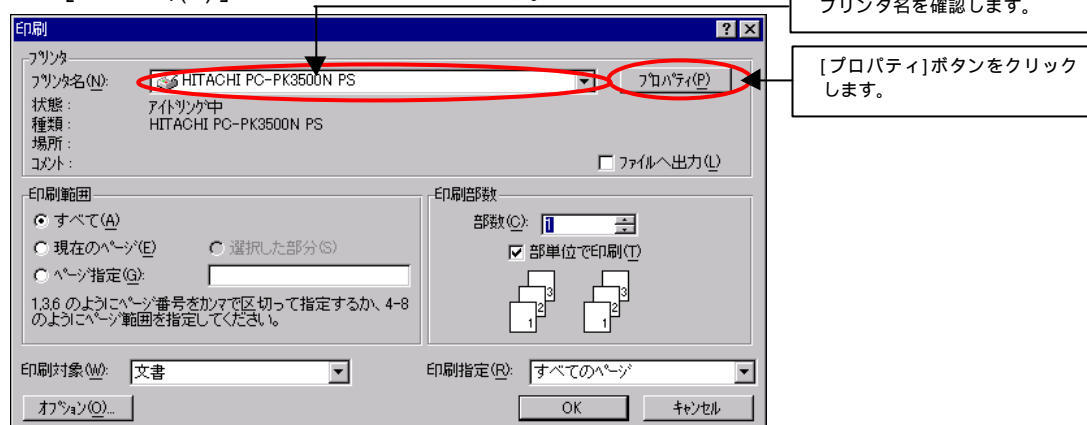 プリンタ名を確認します。
印刷
プリンタ
プリンタ名(N): HITACHI PC-PK3500N PS プロパティ(P)
[プロパティ]ボタンをクリック
します。
状態: アイドリング中
種類: HITACHI PC-PK3500N PS
場所:
コメント:
ファイルへ出力(L)
印刷範囲
すべて(A)
現在のページ(E) 選択した部分(S)
ページ指定(G):
1,3,6 のようにページ番号をカンマで区切って指定するか、4-8
のようにページ範囲を指定してください。
印刷部数
部数(C): 1
部単位で印刷(T)
3 3
2 2
1 1
印刷対象(W): 文書
印刷指定(R): すべてのページ
オプション(O)... OK キャンセル